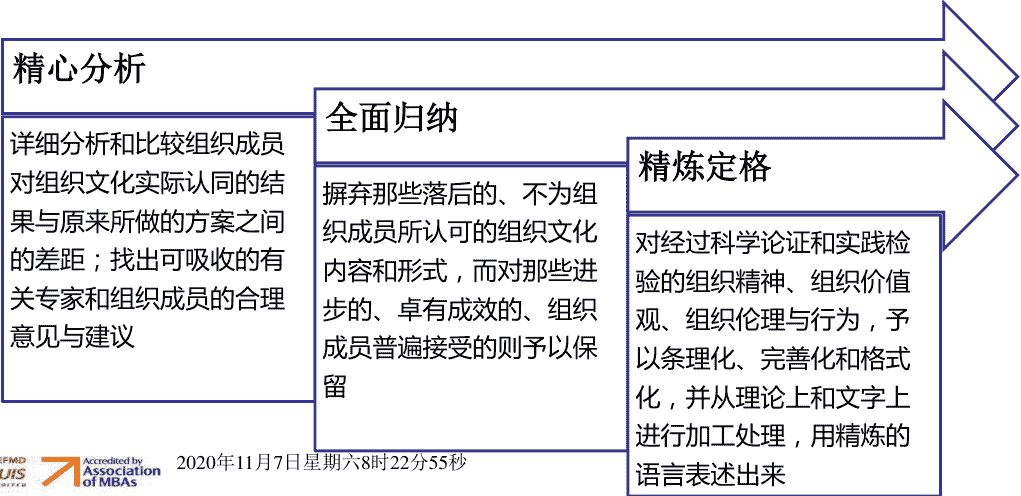 精心分析
详细分析和比较组织成员
对组织文化实际认同的结
果与原来所做的方案之间
的差距；找出可吸收的有
关专家和组织成员的合理
意见与建议
全面归纳
摒弃那些落后的、不为组
织成员所认可的组织文化
内容和形式，而对那些进
步的、卓有成效的、组织
成员普遍接受的则予以保
留
精炼定格
对经过科学论证和实践检
验的组织精神、组织价值
观、组织伦理与行为，予
以条理化、完善化和格式
化，并从理论上和文字上
进行加工处理，用精炼的
语言表述出来
EFMD
UIS
EDITED
Accredited by
Association
of MBAs
2020年11月7日星期六8时22分55秒